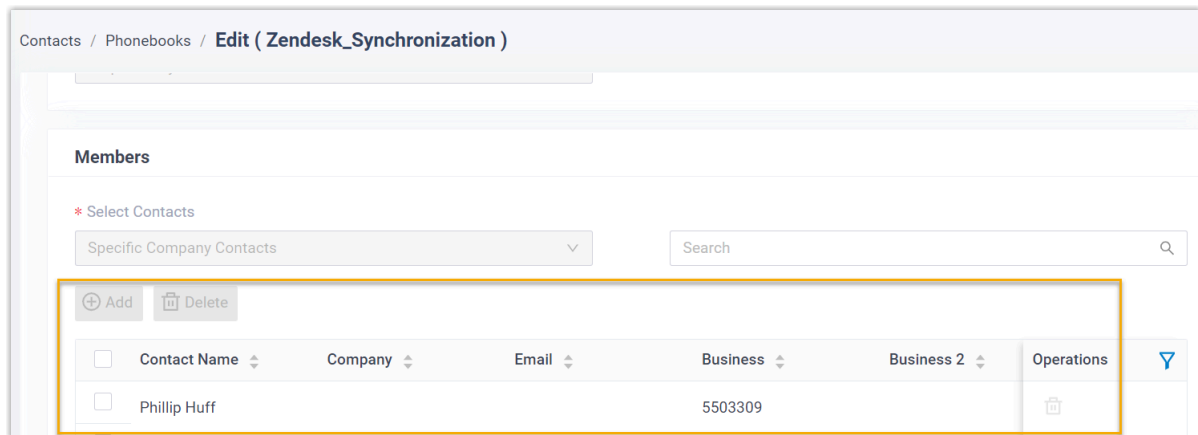 Contacts / Phonebooks / Edit ( Zendesk_Synchronization )
Members
* Select Contacts
Specific Company Contacts
Search
Add Delete
Contact Name Company Email Business Business 2 Operations
Phillip Huff 5503309